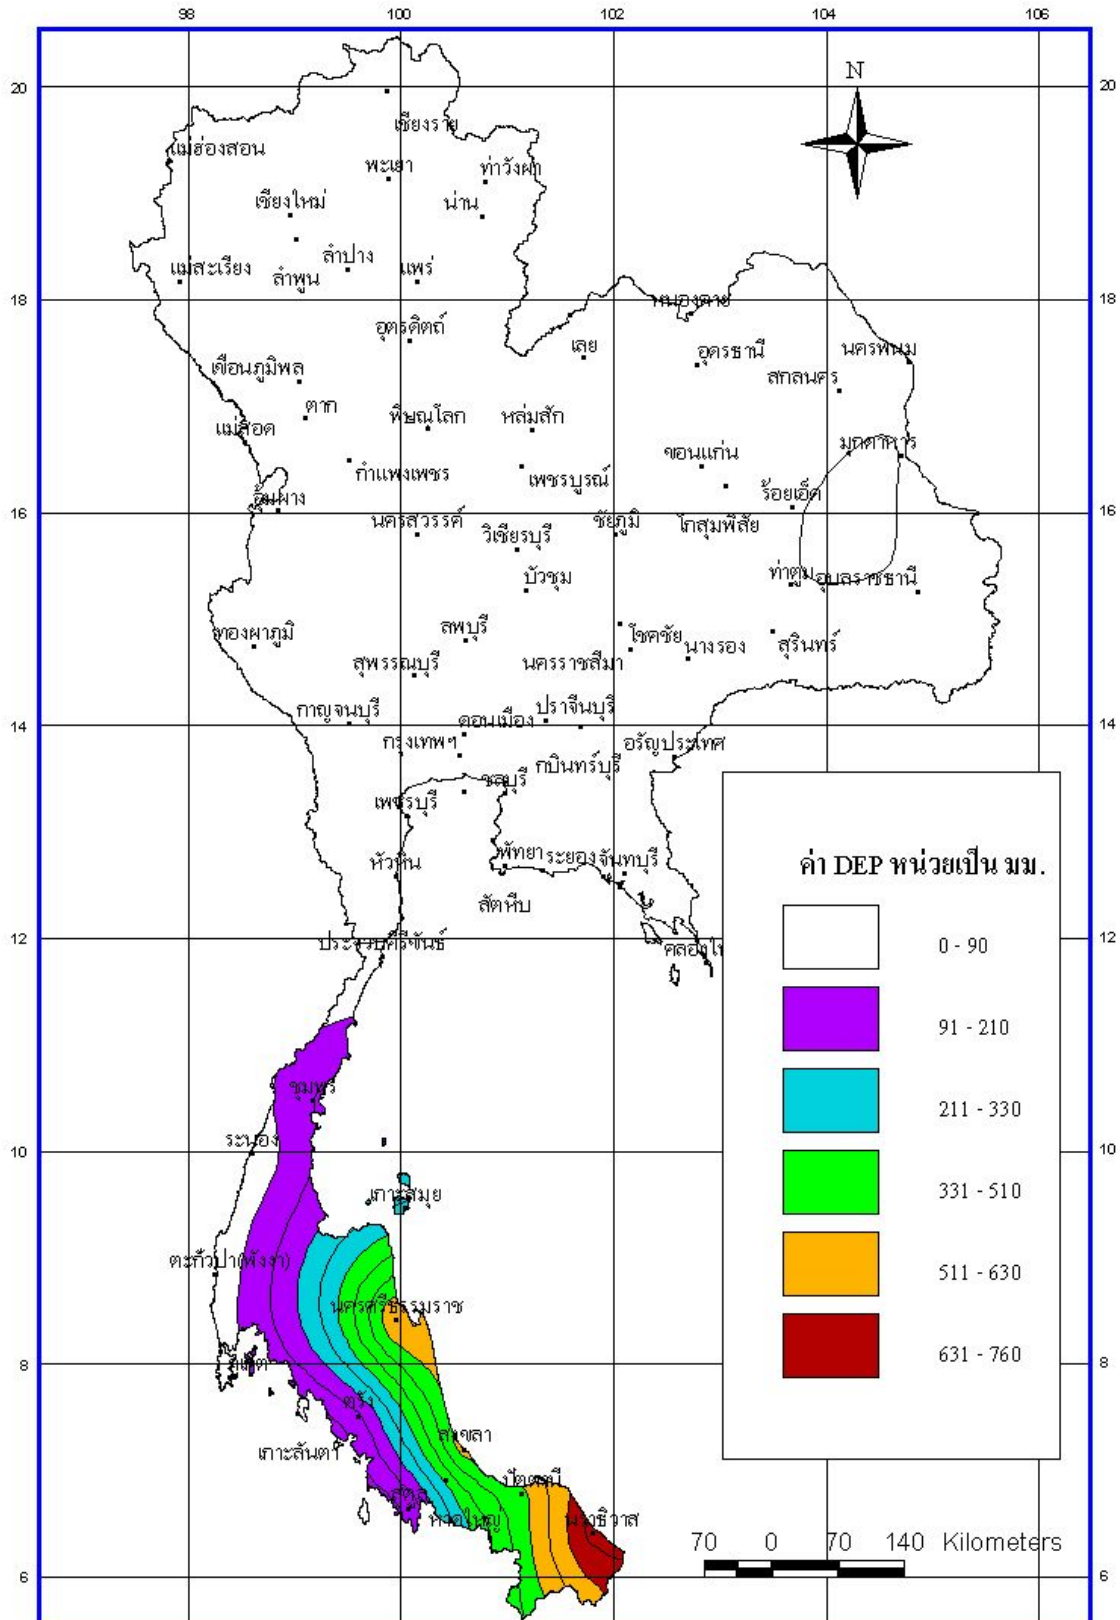 98 100 102 104 106
N
20 20
เชียงราย
แม่ฮ่องสอน
พะเยา ท่าวังผา
เชียงใหม่ น่าน
ลำปาง
แม่สะเรียง แพร่
ลำพูน
18 18
หนองคาย
อุตรดิตถ์
เลย อุดรธานี นครพนม
เขื่อนภูมิพล สกลนคร
ตาก พิษณุโลก หล่มสัก
แม่สอด มุกดาหาร
ขอนแก่น
กำแพงเพชร เพชรบูรณ์
อุ้มผาง ร้อยเอ็ด
16 16
นครสวรรค์ ชัยภูมิ โกสุมพิสัย
วิเชียรบุรี
บัวชุม ท่าตูม อุบลราชธานี
ทองผาภูมิ ลพบุรี โชคชัย
นางรอง สุรินทร์
สุพรรณบุรี นครราชสีมา
กาญจนบุรี ปราจีนบุรี
14 14
ดอนเมือง
กรุงเทพฯ อรัญประเทศ
กบินทร์บุรี
ชลบุรี
เพชรบุรี
หัวหิน พัทยา ระยอง จันทบุรี
สัตหีบ
12 12
ประจวบคีรีขันธ์ คลองให
ค่า DEP หน่วยเป็น มม.
0 - 90
91 - 210
211 - 330
331 - 510
511 - 630
631 - 760
ชุมพร
ระนอง
10 10
เกาะสมุย
ตะกั่วป่า(พังงา)
นครศรีธรรมราช
8 8
ภูเก็ต
ตรัง
สงขลา
เกาะลันตา
ปัตตานี
สตูล
หาดใหญ่ นราธิวาส
70 0 70 140 Kilometers
6 6